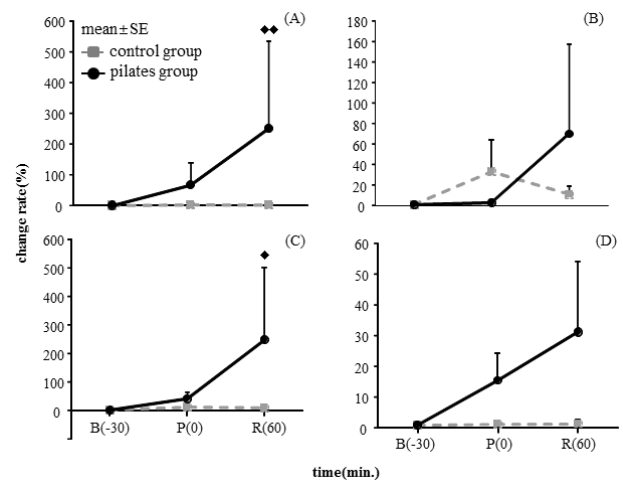 (A)
mean±SE
control group
pilates group
600
500
400
300
200
100
0
(B)
180
160
140
120
100
80
60
40
20
0
change rate(%)
(C)
600
500
400
300
200
100
0
B(-30) P(0) R(60)
(D)
60
50
40
30
20
10
0
B(-30) P(0) R(60)
time(min.)